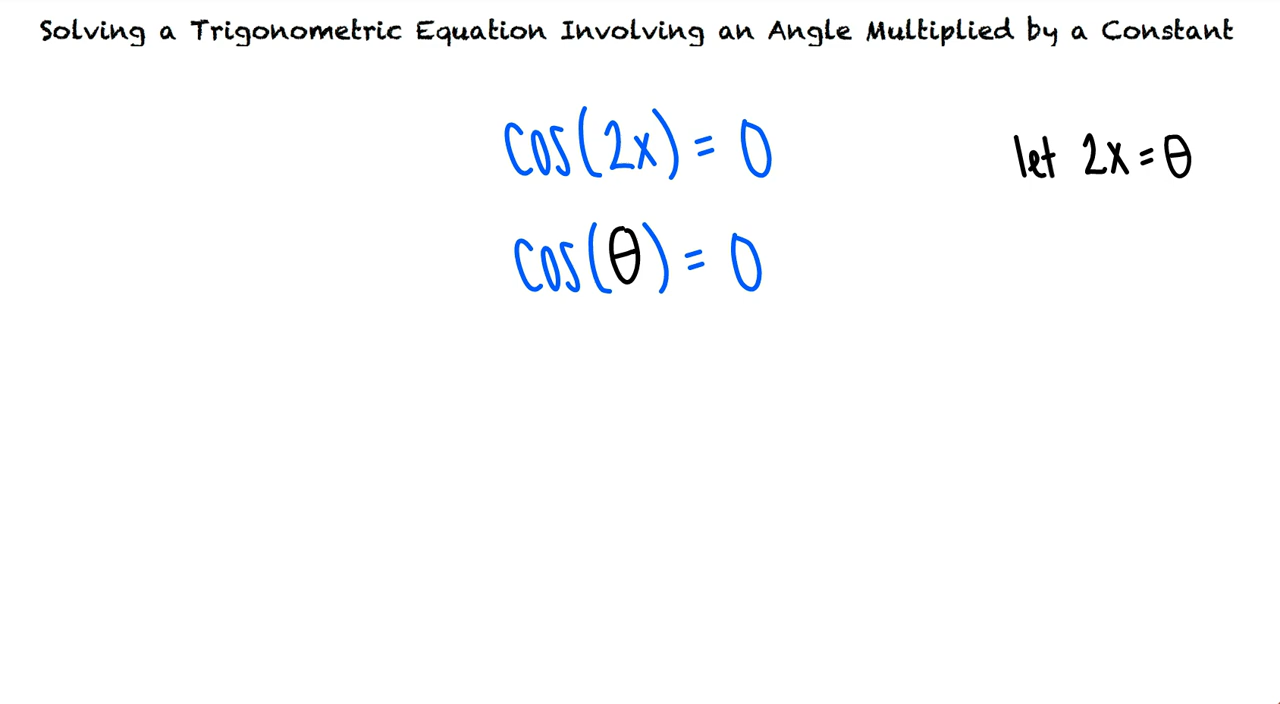 Solving a Trigonometric Equation Involving an Angle Multiplied by a Constant
cos(2x) = 0
let 2x = θ
cos(θ) = 0